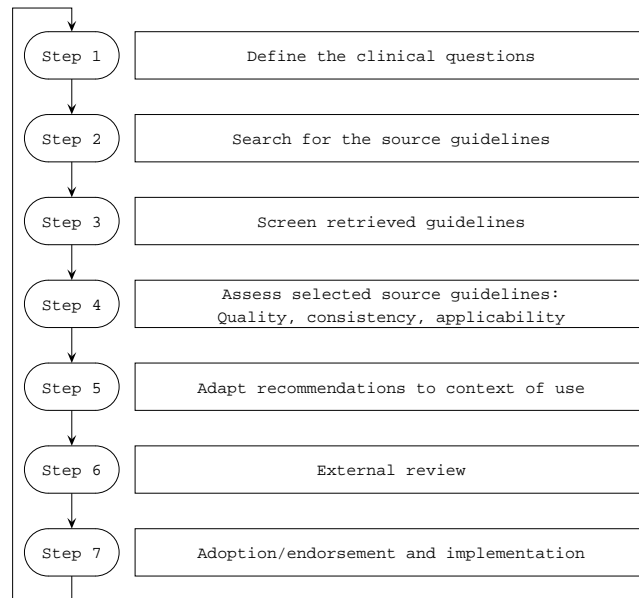 Step 1
Define the clinical questions
Step 2
Search for the source guidelines
Step 3
Screen retrieved guidelines
Step 4
Assess selected source guidelines:
Quality, consistency, applicability
Step 5
Adapt recommendations to context of use
Step 6
External review
Step 7
Adoption/endorsement and implementation